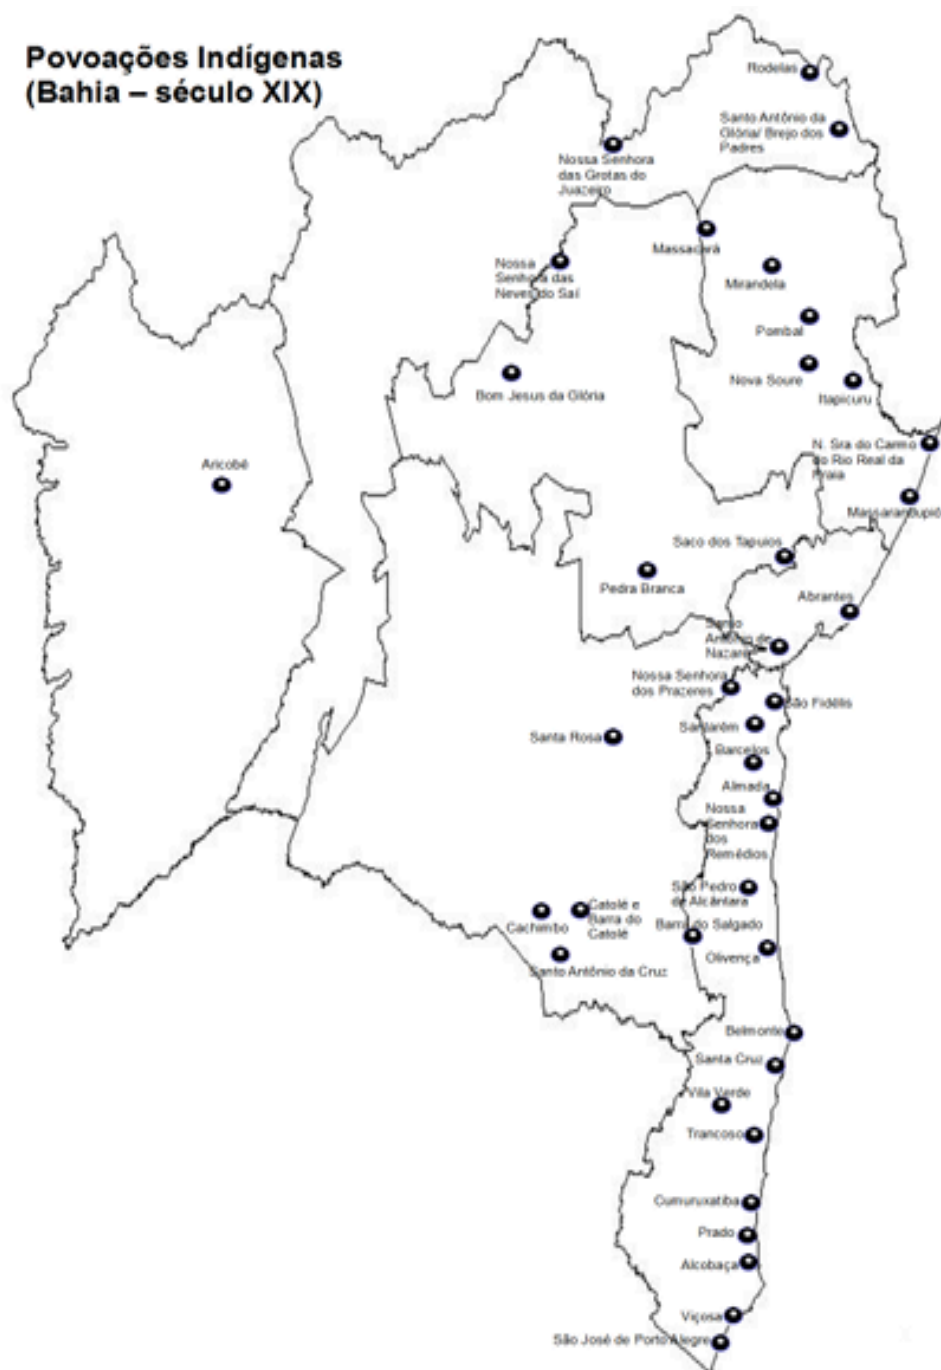 Povoações Indígenas
(Bahia – século XIX)
Rodelas
Santo Antônio da
Glória/ Brejo dos
Padres
Nossa Senhora
das Grotas do
Juazeiro
Massacará
Nossa
Senhora das
Neves do Saí
Mirandela
Pombal
Nova Soure
Itapicuru
Bom Jesus da Glória
N. Sra do Carmo
do Rio Real da
Praia
Aricobé
Massarandupió
Saco dos Tapuios
Pedra Branca
Abrantes
Santo
Antônio de
Nazaré
Nossa Senhora
dos Prazeres
São Fidélis
Santarém
Santa Rosa
Barcelos
Almada
Nossa
Senhora
dos
Remédios
São Pedro
de Alcântara
Cachimbo
Catolé e
Barra do
Catolé
Barra do Salgado
Olivença
Santo Antônio da Cruz
Belmonte
Santa Cruz
Vila Verde
Trancoso
Cumuruxatiba
Prado
Alcobaça
Viçosa
São José de Porto Alegre